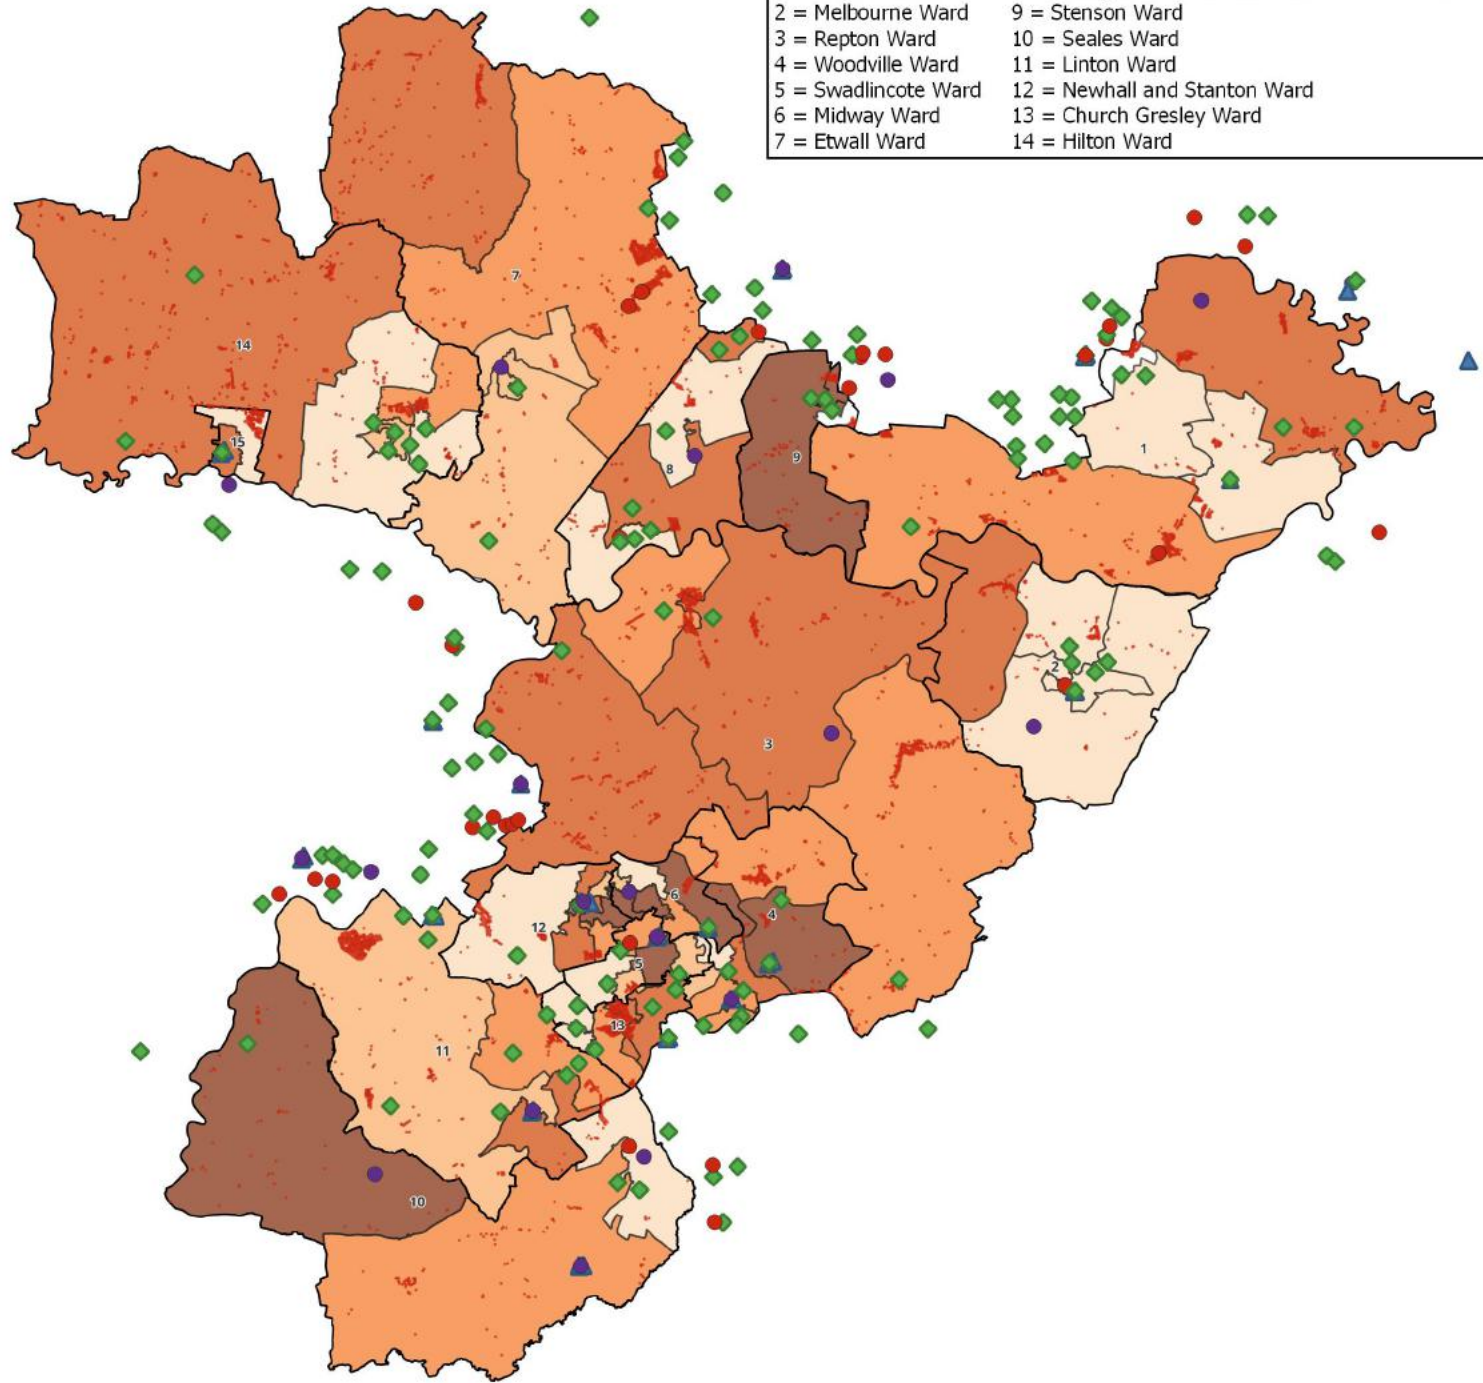 2 = Melbourne Ward 9 = Stenson Ward
3 = Repton Ward 10 = Seales Ward
4 = Woodville Ward 11 = Linton Ward
5 = Swadlincote Ward 12 = Newhall and Stanton Ward
6 = Midway Ward 13 = Church Gresley Ward
7 = Etwall Ward 14 = Hilton Ward
7
14
15
8
9
1
2
3
6
4
12
5
13
11
10